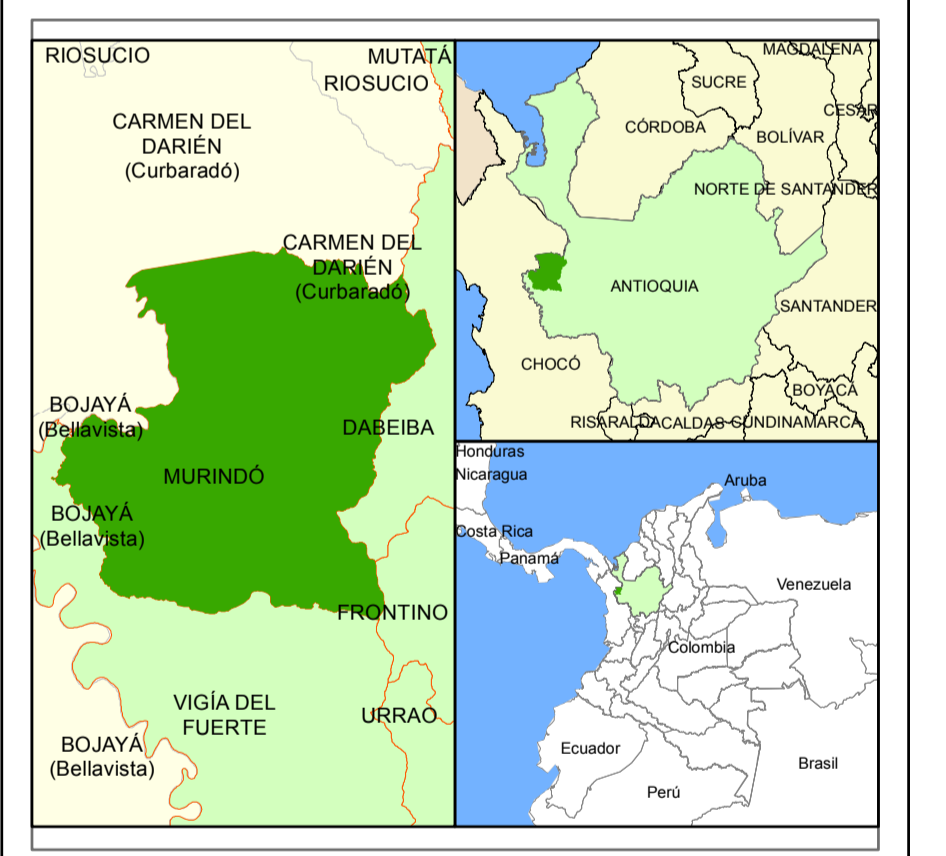 RIOSUCIO
MUTATÁ
RIOSUCIO
CARMEN DEL
DARIÉN
(Curbaradó)
CARMEN DEL
DARIÉN
(Curbaradó)
BOJAYÁ
(Bellavista)
DABEIBA
MURINDÓ
BOJAYÁ
(Bellavista)
FRONTINO
VIGÍA DEL
FUERTE
URRAO
BOJAYÁ
(Bellavista)
MAGDALENA
SUCRE
CESAR
CÓRDOBA
BOLÍVAR
NORTE DE SANTANDER
ANTIOQUIA
SANTANDER
CHOCÓ
BOYACÁ
RISARALDA
CALDAS
CUNDINAMARCA
Honduras
Nicaragua
Aruba
Costa Rica
Panamá
Venezuela
Colombia
Ecuador
Brasil
Perú